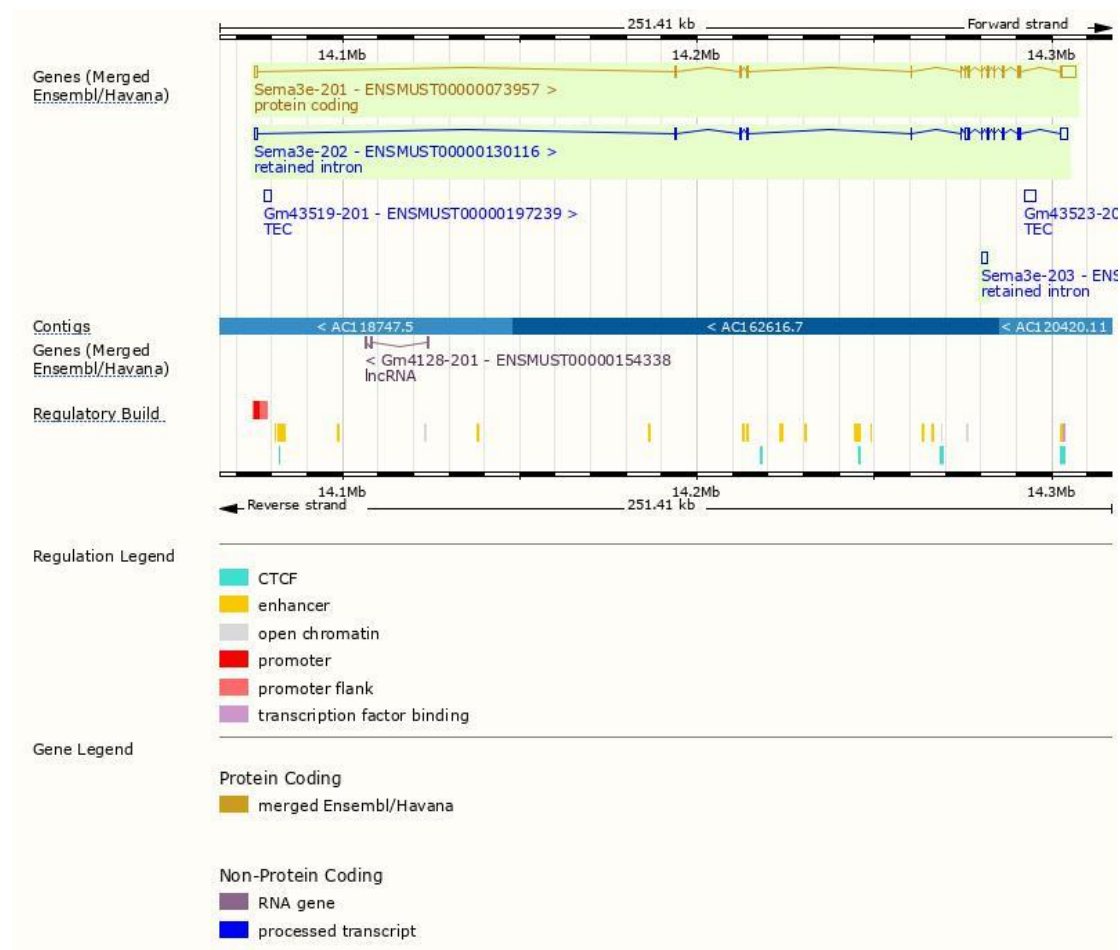 251.41 kb
Forward strand
14.1Mb 14.2Mb 14.3Mb
Genes (Merged
Ensembl/Havana)
Sema3e-201 - ENSMUST00000073957 >
protein coding
Sema3e-202 - ENSMUST00000130116 >
retained intron
Gm43519-201 - ENSMUST00000197239 >
TEC
Gm43523-20
TEC
Sema3e-203 - ENS
retained intron
Contigs
< AC118747.5
< AC162616.7
< AC120420.11
Genes (Merged
Ensembl/Havana)
< Gm4128-201 - ENSMUST00000154338
lncRNA
Regulatory Build
14.1Mb 14.2Mb 14.3Mb
Reverse strand
251.41 kb
Regulation Legend
CTCF
enhancer
open chromatin
promoter
promoter flank
transcription factor binding
Gene Legend
Protein Coding
merged Ensembl/Havana
Non-Protein Coding
RNA gene
processed transcript